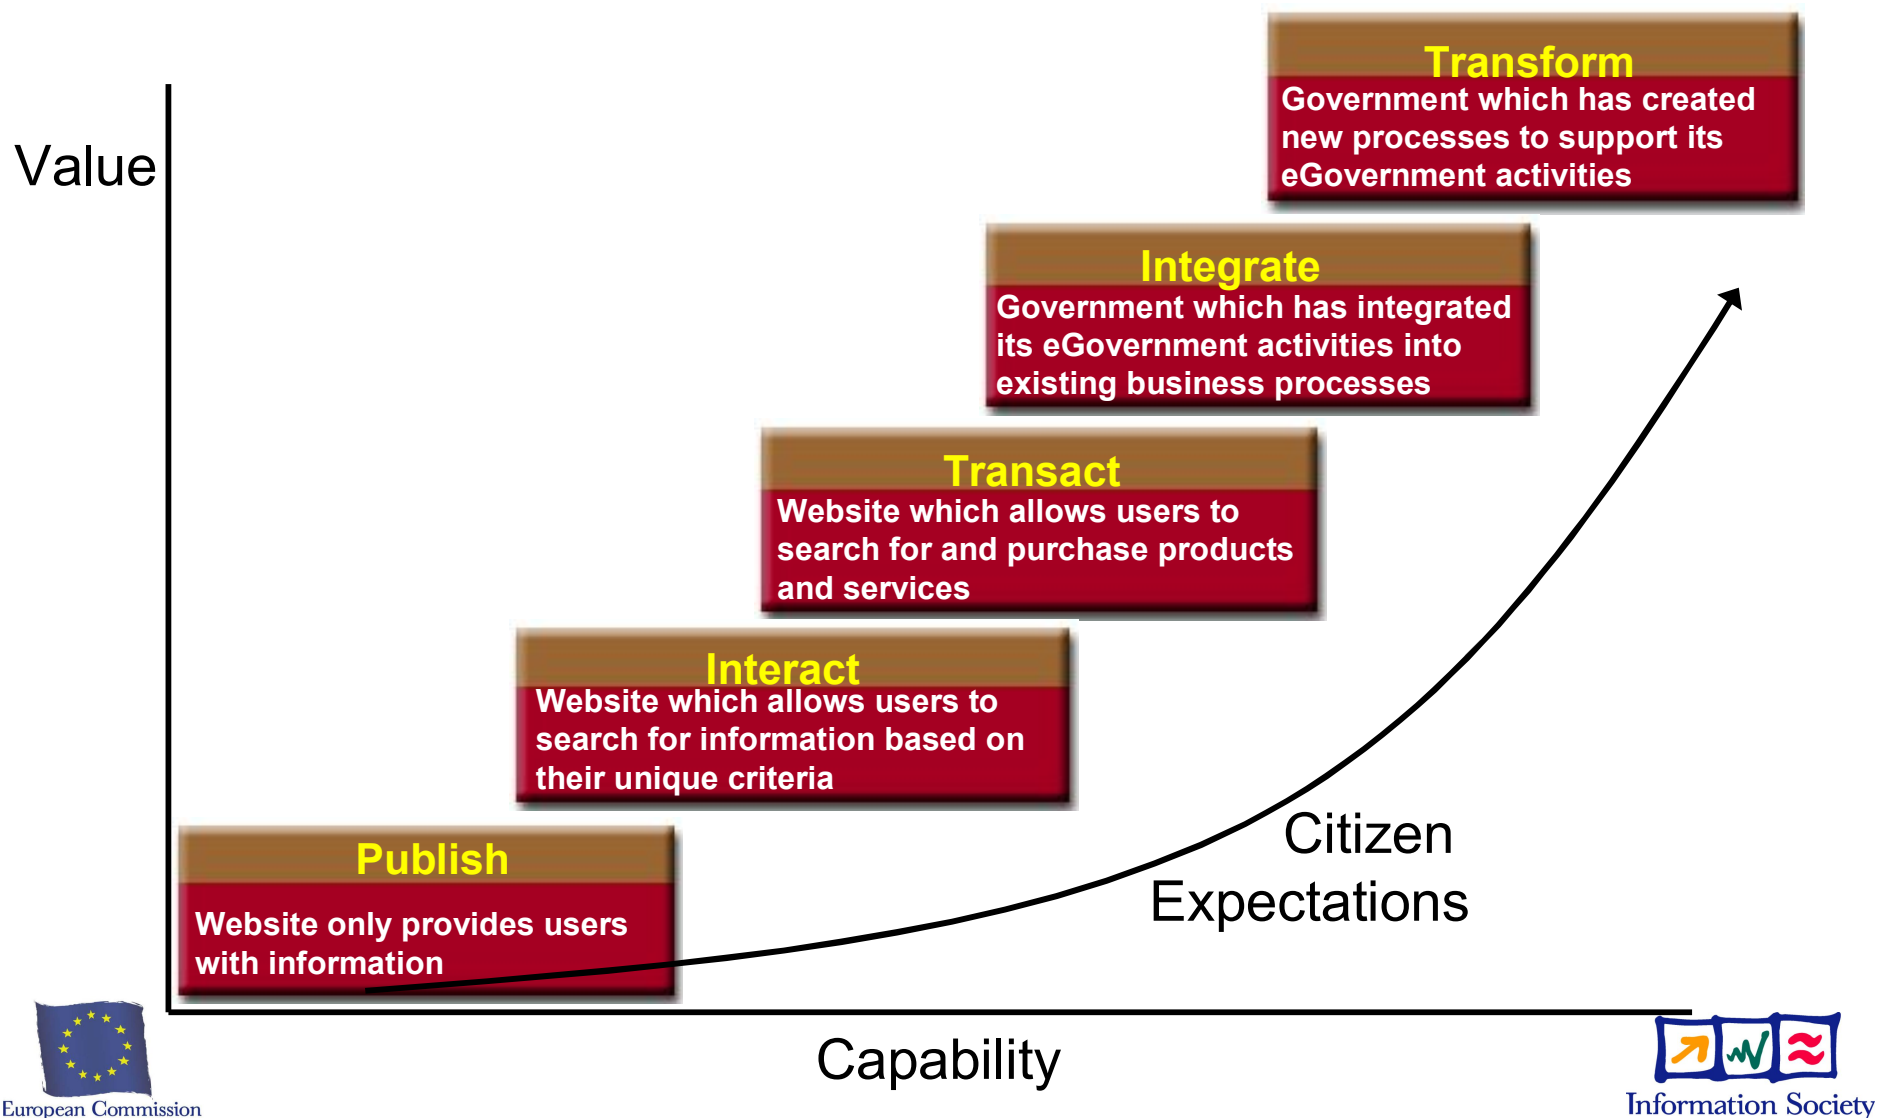 Transform
Government which has created
new processes to support its
eGovernment activities
Value
Integrate
Government which has integrated
its eGovernment activities into
existing business processes
Transact
Website which allows users to
search for and purchase products
and services
Interact
Website which allows users to
search for information based on
their unique criteria
Citizen
Expectations
Publish
Website only provides users
with information
Capability
European Commission
Information Society